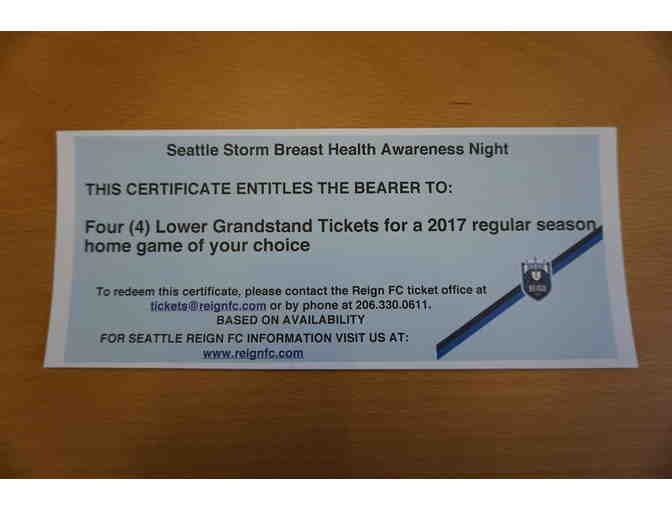 Seattle Storm Breast Health Awareness Night
THIS CERTIFICATE ENTITLES THE BEARER TO:
Four (4) Lower Grandstand Tickets for a 2017 regular season
home game of your choice
To redeem this certificate, please contact the Reign FC ticket office at
tickets@reignfc.com or by phone at 206.330.0611.
BASED ON AVAILABILITY
FOR SEATTLE REIGN FC INFORMATION VISIT US AT:
www.reignfc.com
REIGN